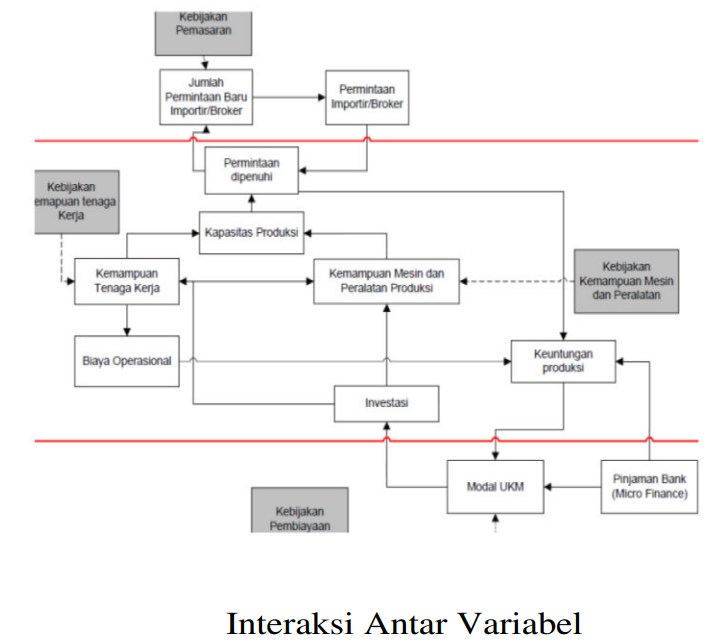 Kebijakan
Pemasaran
Jumlah
Permintaan Baru
Importir/Broker
Permintaan
Importir/Broker
Permintaan
dipenuhi
Kebijakan
emapuan tenaga
Kerja
Kapasitas Produksi
Kemampuan
Tenaga Kerja
Kemampuan Mesin dan
Peralatan Produksi
Kebijakan
Kemampuan Mesin
dan Peralatan
Biaya Operasional
Keuntungan
produksi
Investasi
Modal UKM
Pinjaman Bank
(Micro Finance)
Kebijakan
Pembiayaan
Interaksi Antar Variabel